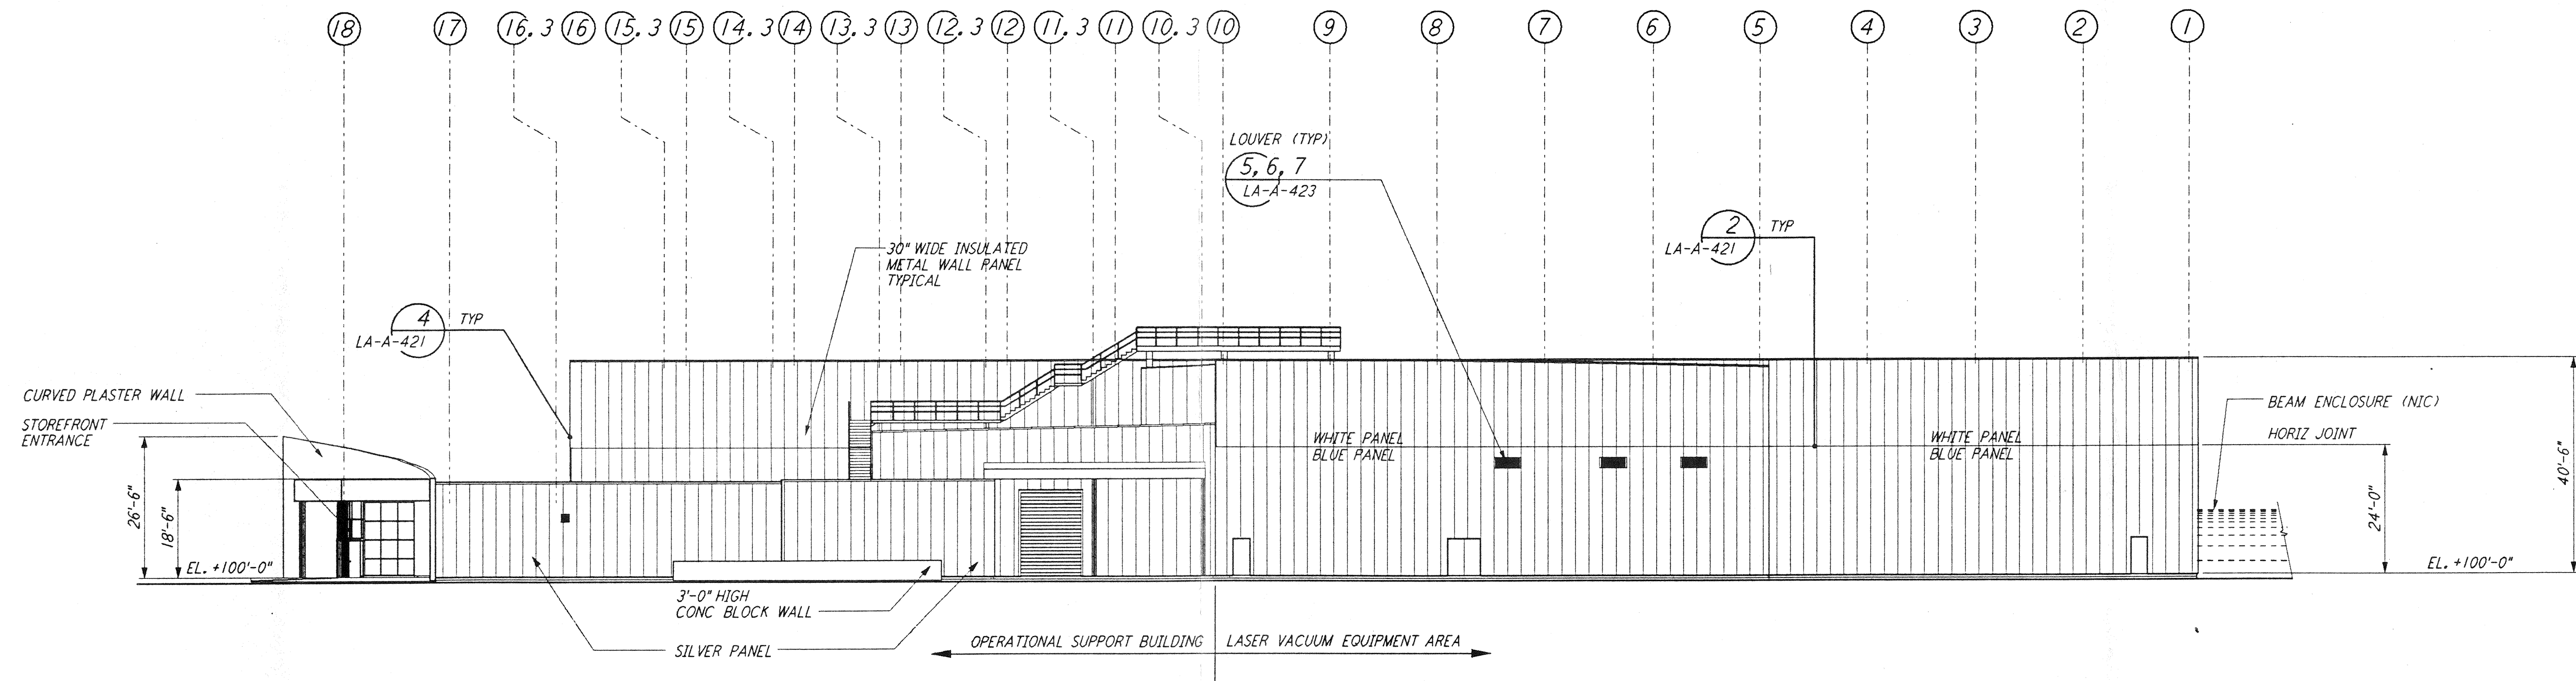 18 17 16.3 16 15.3 15 14.3 14 13.3 13 12.3 12 11.3 11 10.3 10 9 8 7 6 5 4 3 2 1
LOUVER (TYP)
5, 6, 7
LA-A-423
2 TYP
LA-A-421
30" WIDE INSULATED
METAL WALL PANEL
TYPICAL
4 TYP
LA-A-421
CURVED PLASTER WALL
STOREFRONT
ENTRANCE
BEAM ENCLOSURE (NIC)
HORIZ JOINT
WHITE PANEL
BLUE PANEL
WHITE PANEL
BLUE PANEL
26'-6"
18'-6"
40'-6"
24'-0"
EL. +100'-0"
EL. +100'-0"
3'-0" HIGH
CONC BLOCK WALL
SILVER PANEL
OPERATIONAL SUPPORT BUILDING
LASER VACUUM EQUIPMENT AREA